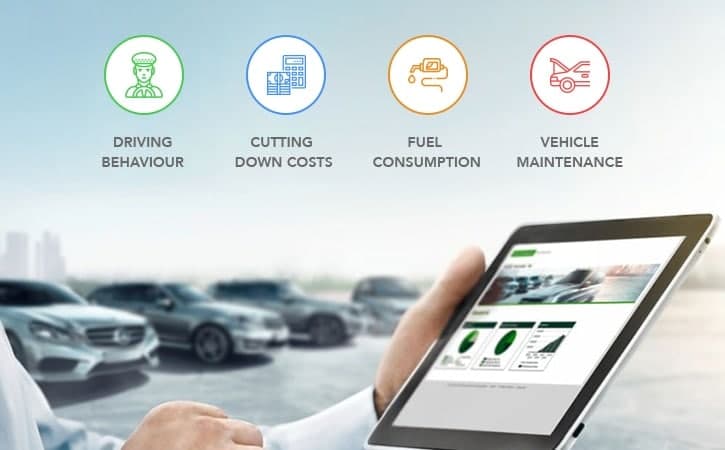 DRIVING
BEHAVIOUR
CUTTING
DOWN COSTS
FUEL
CONSUMPTION
VEHICLE
MAINTENANCE